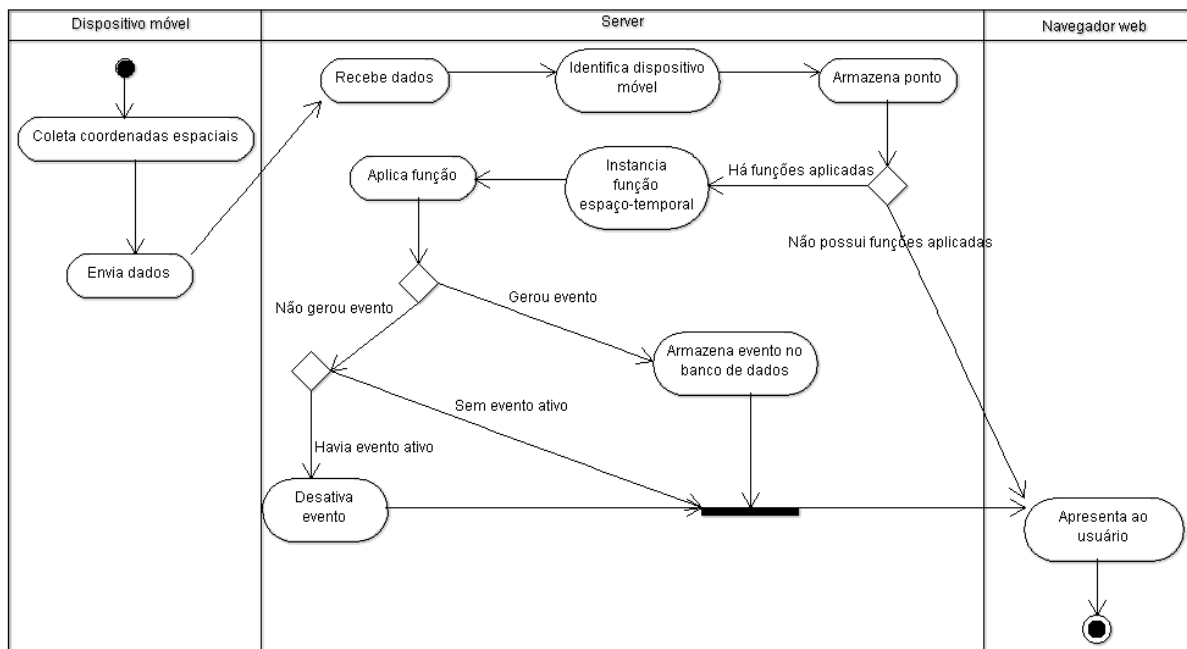 Dispositivo móvel
Server
Navegador web
Recebe dados
Identifica dispositivo
móvel
Armazena ponto
Coleta coordenadas espaciais
Aplica função
Instancia
função
espaço-temporal
Há funções aplicadas
Não possui funções aplicadas
Envia dados
Não gerou evento
Gerou evento
Armazena evento no
banco de dados
Sem evento ativo
Havia evento ativo
Desativa
evento
Apresenta ao
usuário